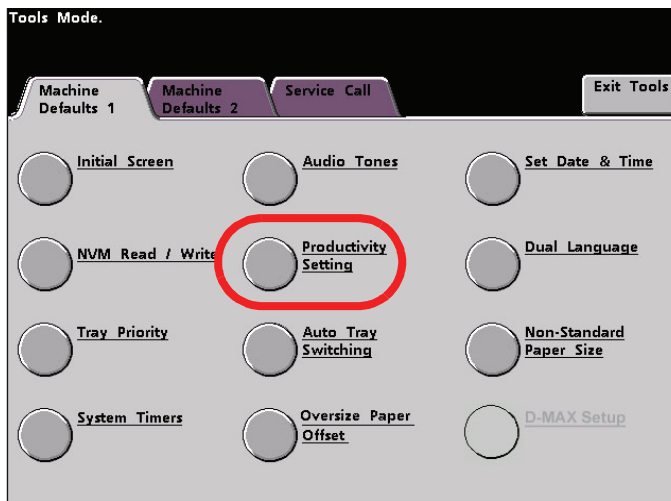 Tools Mode.
Machine
Defaults 1
Machine
Defaults 2
Service Call
Exit Tools
Initial Screen
Audio Tones
Set Date & Time
NVM Read / Write
Productivity
Setting
Dual Language
Tray Priority
Auto Tray
Switching
Non-Standard
Paper Size
System Timers
Oversize Paper
Offset
D-MAX Setup